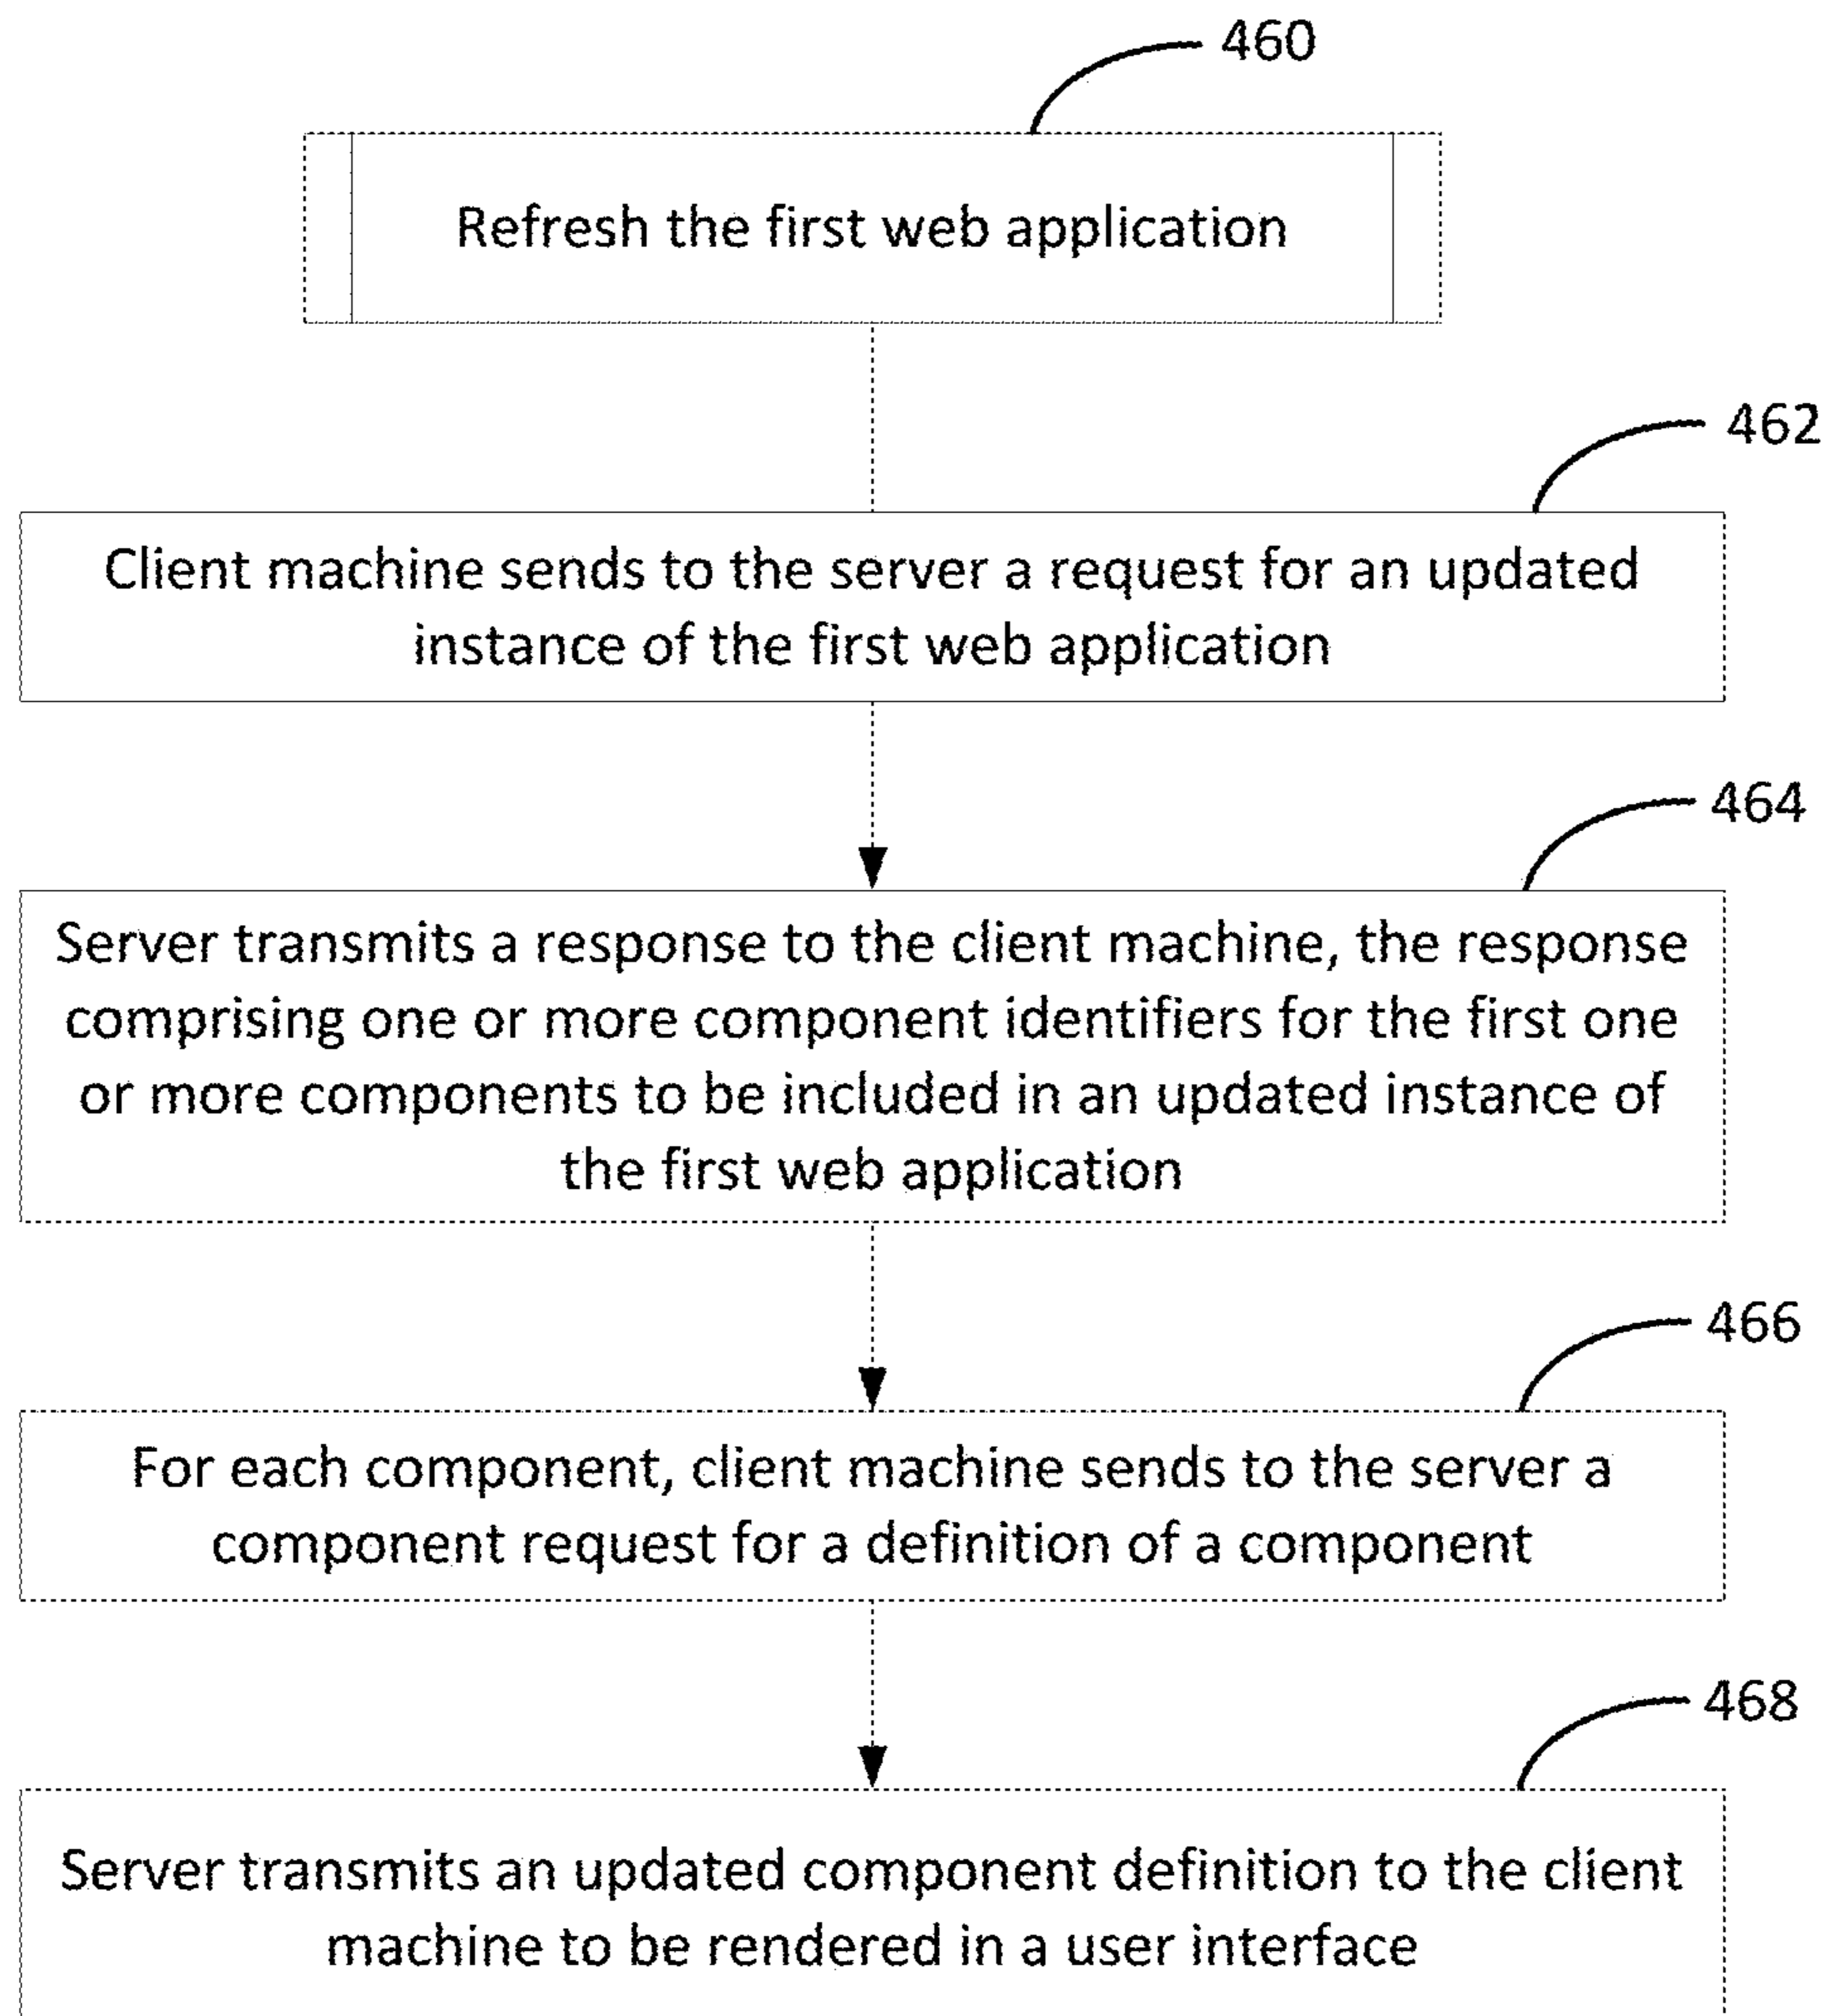 460
Refresh the first web application
462
Client machine sends to the server a request for an updated
instance of the first web application
464
Server transmits a response to the client machine, the response
comprising one or more component identifiers for the first one
or more components to be included in an updated instance of
the first web application
466
For each component, client machine sends to the server a
component request for a definition of a component
468
Server transmits an updated component definition to the client
machine to be rendered in a user interface